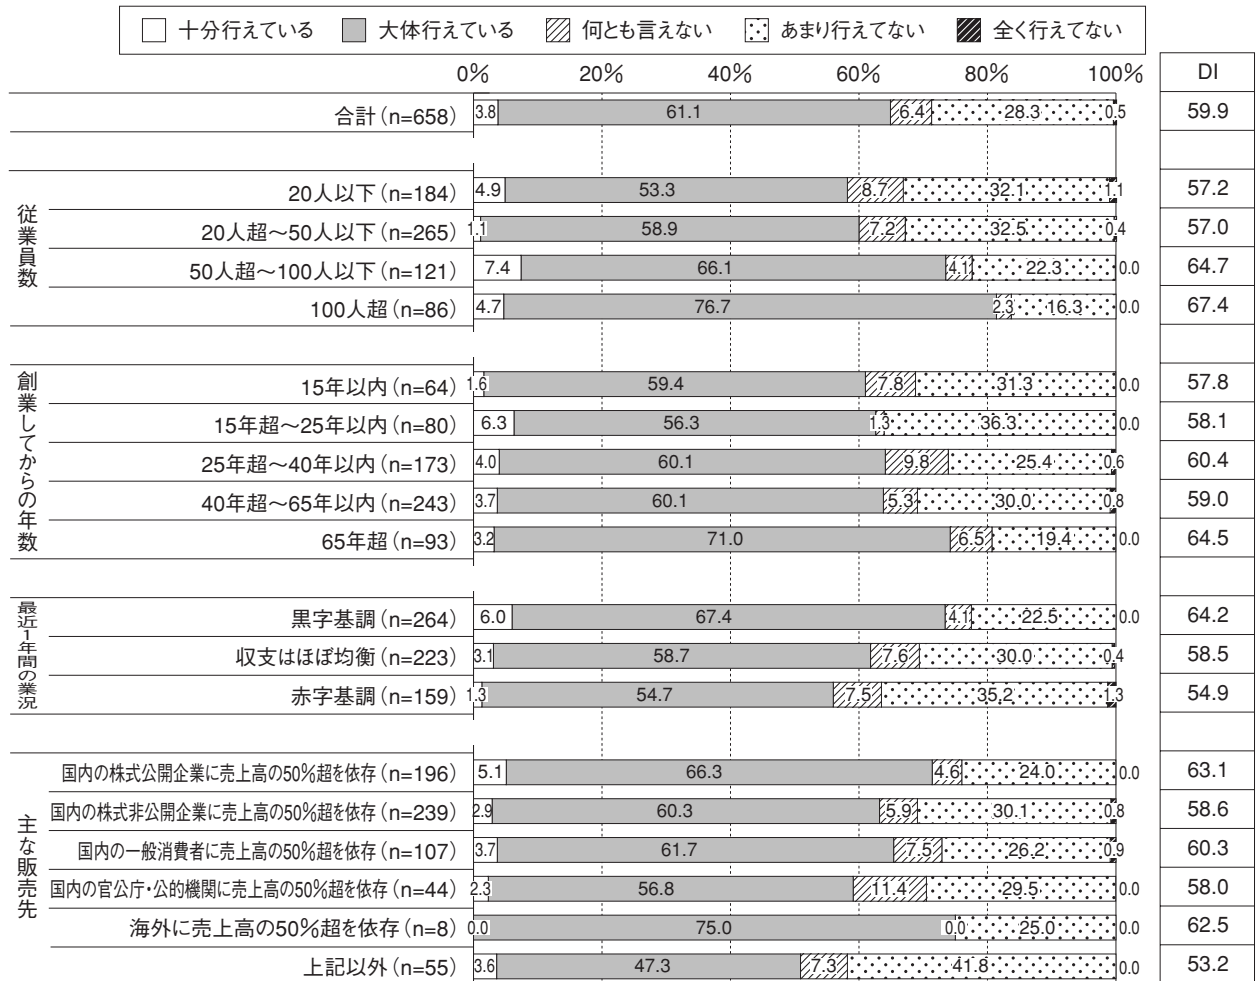 十分行えている 大体行えている 何とも言えない あまり行えてない 全く行えてない
0% 20% 40% 60% 80% 100% DI
合計(n=658) 3.8 61.1 6.4 28.3 0.5 59.9
従業員数
20人以下(n=184) 4.9 53.3 8.7 32.1 1.1 57.2
20人超～50人以下(n=265) 1.1 58.9 7.2 32.5 0.4 57.0
50人超～100人以下(n=121) 7.4 66.1 4.1 22.3 0.0 64.7
100人超(n=86) 4.7 76.7 2.3 16.3 0.0 67.4
創業してからの年数
15年以内(n=64) 1.6 59.4 7.8 31.3 0.0 57.8
15年超～25年以内(n=80) 6.3 56.3 1.3 36.3 0.0 58.1
25年超～40年以内(n=173) 4.0 60.1 9.8 25.4 0.6 60.4
40年超～65年以内(n=243) 3.7 60.1 5.3 30.0 0.8 59.0
65年超(n=93) 3.2 71.0 6.5 19.4 0.0 64.5
最近1年間の業況
黒字基調(n=264) 6.0 67.4 4.1 22.5 0.0 64.2
収支はほぼ均衡(n=223) 3.1 58.7 7.6 30.0 0.4 58.5
赤字基調(n=159) 1.3 54.7 7.5 35.2 1.3 54.9
主な販売先
国内の株式公開企業に売上高の50%超を依存(n=196) 5.1 66.3 4.6 24.0 0.0 63.1
国内の株式非公開企業に売上高の50%超を依存(n=239) 2.9 60.3 5.9 30.1 0.8 58.6
国内の一般消費者に売上高の50%超を依存(n=107) 3.7 61.7 7.5 26.2 0.9 60.3
国内の官公庁・公的機関に売上高の50%超を依存(n=44) 2.3 56.8 11.4 29.5 0.0 58.0
海外に売上高の50%超を依存(n=8) 0.0 75.0 0.0 25.0 0.0 62.5
上記以外(n=55) 3.6 47.3 7.3 41.8 0.0 53.2